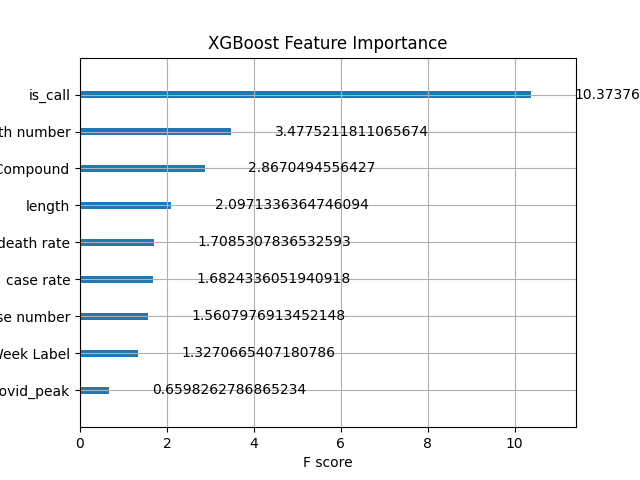 XGBoost Feature Importance
is_call 10.37376
th number 3.4775211811065674
Compound 2.8670494556427
length 2.0971336364746094
death rate 1.7085307836532593
case rate 1.6824336051940918
se number 1.5607976913452148
Week Label 1.3270665407180786
ovid_peak 0.6598262786865234
0 2 4 6 8 10
F score